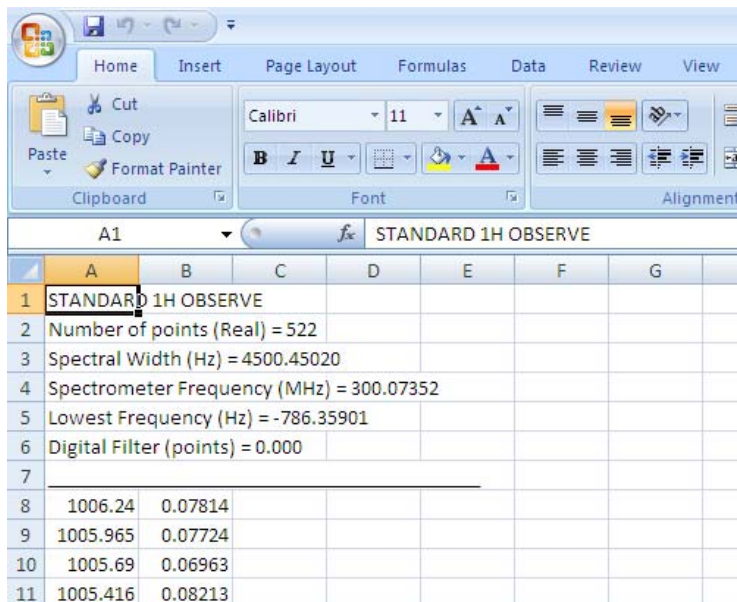 Home Insert Page Layout Formulas Data Review View
Cut
Copy
Paste
Format Painter
Calibri 11 A A
B I U A
Clipboard Font Alignment
A1 fx STANDARD 1H OBSERVE
A B C D E F G
1 STANDARD 1H OBSERVE
2 Number of points (Real) = 522
3 Spectral Width (Hz) = 4500.45020
4 Spectrometer Frequency (MHz) = 300.07352
5 Lowest Frequency (Hz) = -786.35901
6 Digital Filter (points) = 0.000
7
8 1006.24 0.07814
9 1005.965 0.07724
10 1005.69 0.06963
11 1005.416 0.08213